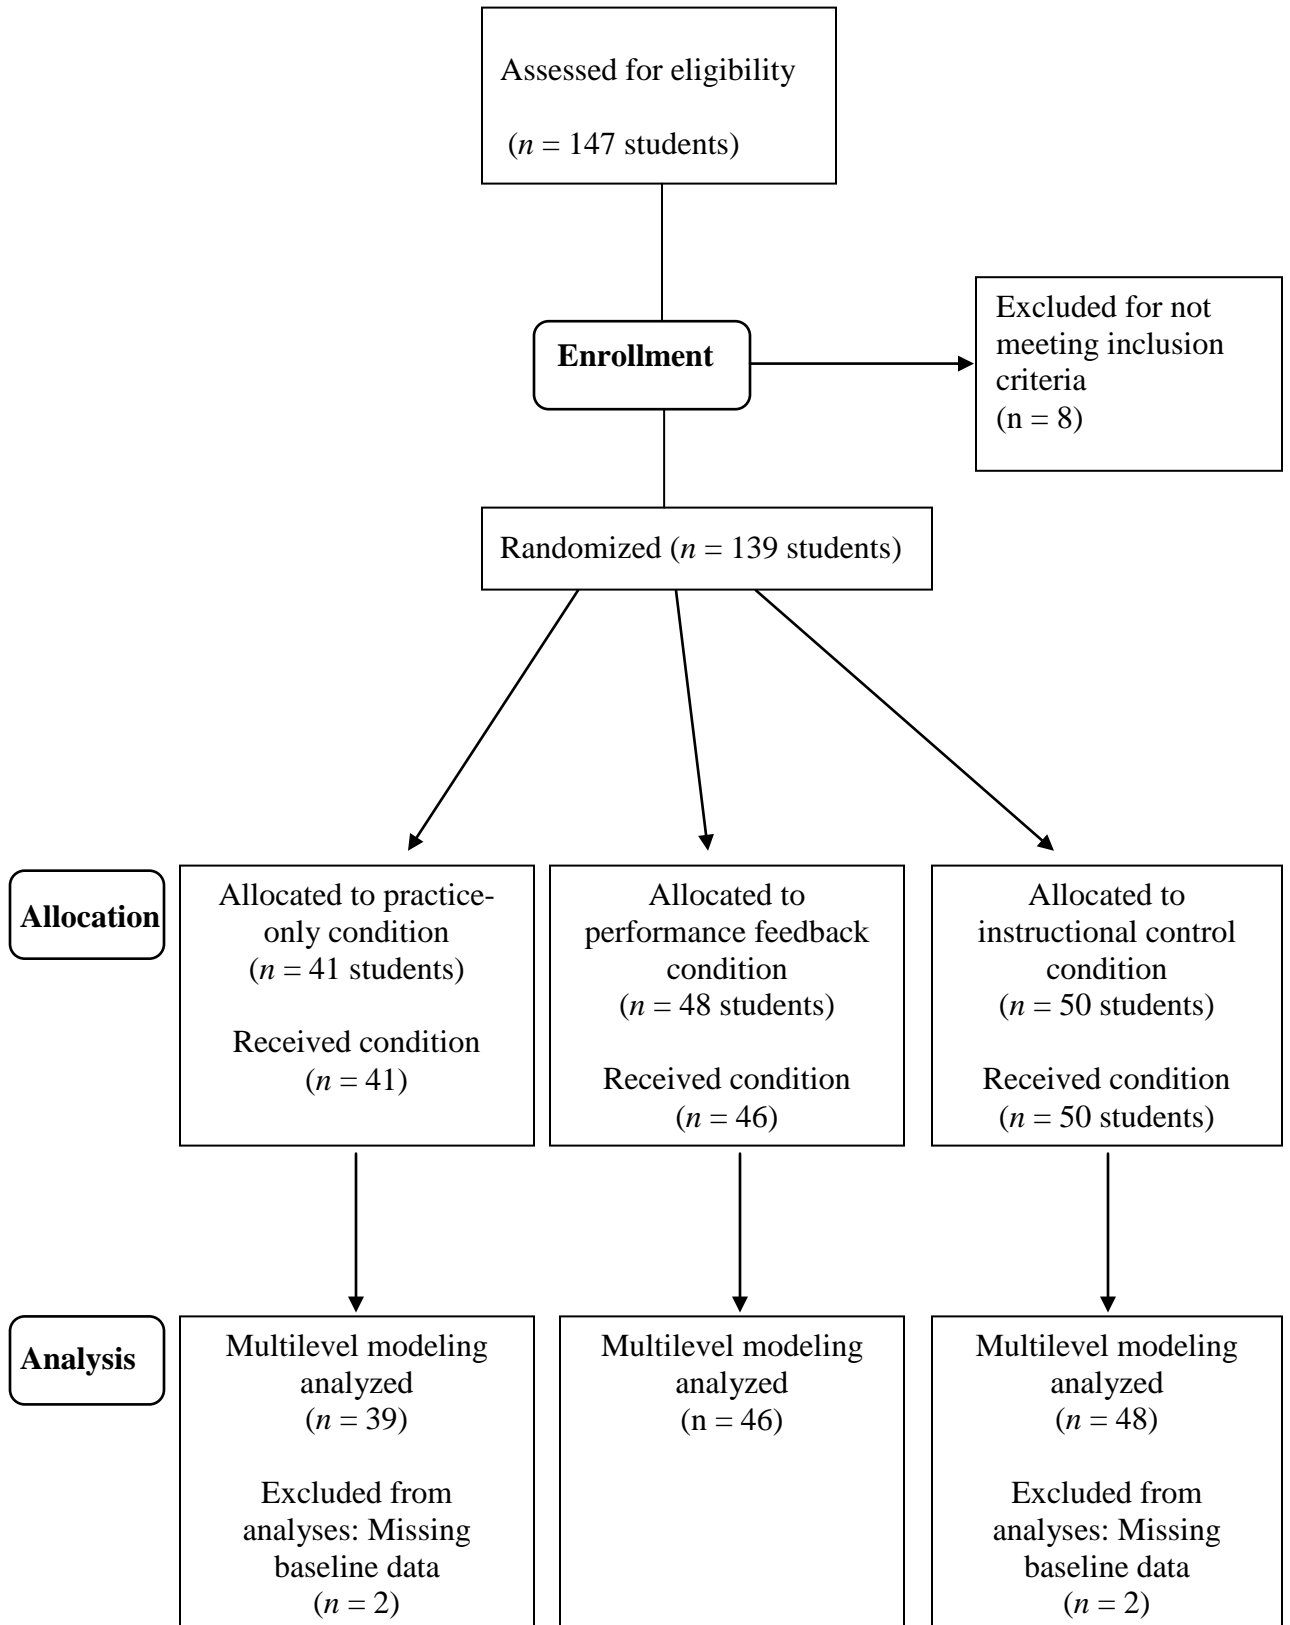 Assessed for eligibility
(n = 147 students)
Enrollment
Excluded for not
meeting inclusion
criteria
(n = 8)
Randomized (n = 139 students)
Allocation
Allocated to practice-
only condition
(n = 41 students)
Received condition
(n = 41)
Allocated to
performance feedback
condition
(n = 48 students)
Received condition
(n = 46)
Allocated to
instructional control
condition
(n = 50 students)
Received condition
(n = 50 students)
Analysis
Multilevel modeling
analyzed
(n = 39)
Excluded from
analyses: Missing
baseline data
(n = 2)
Multilevel modeling
analyzed
(n = 46)
Multilevel modeling
analyzed
(n = 48)
Excluded from
analyses: Missing
baseline data
(n = 2)